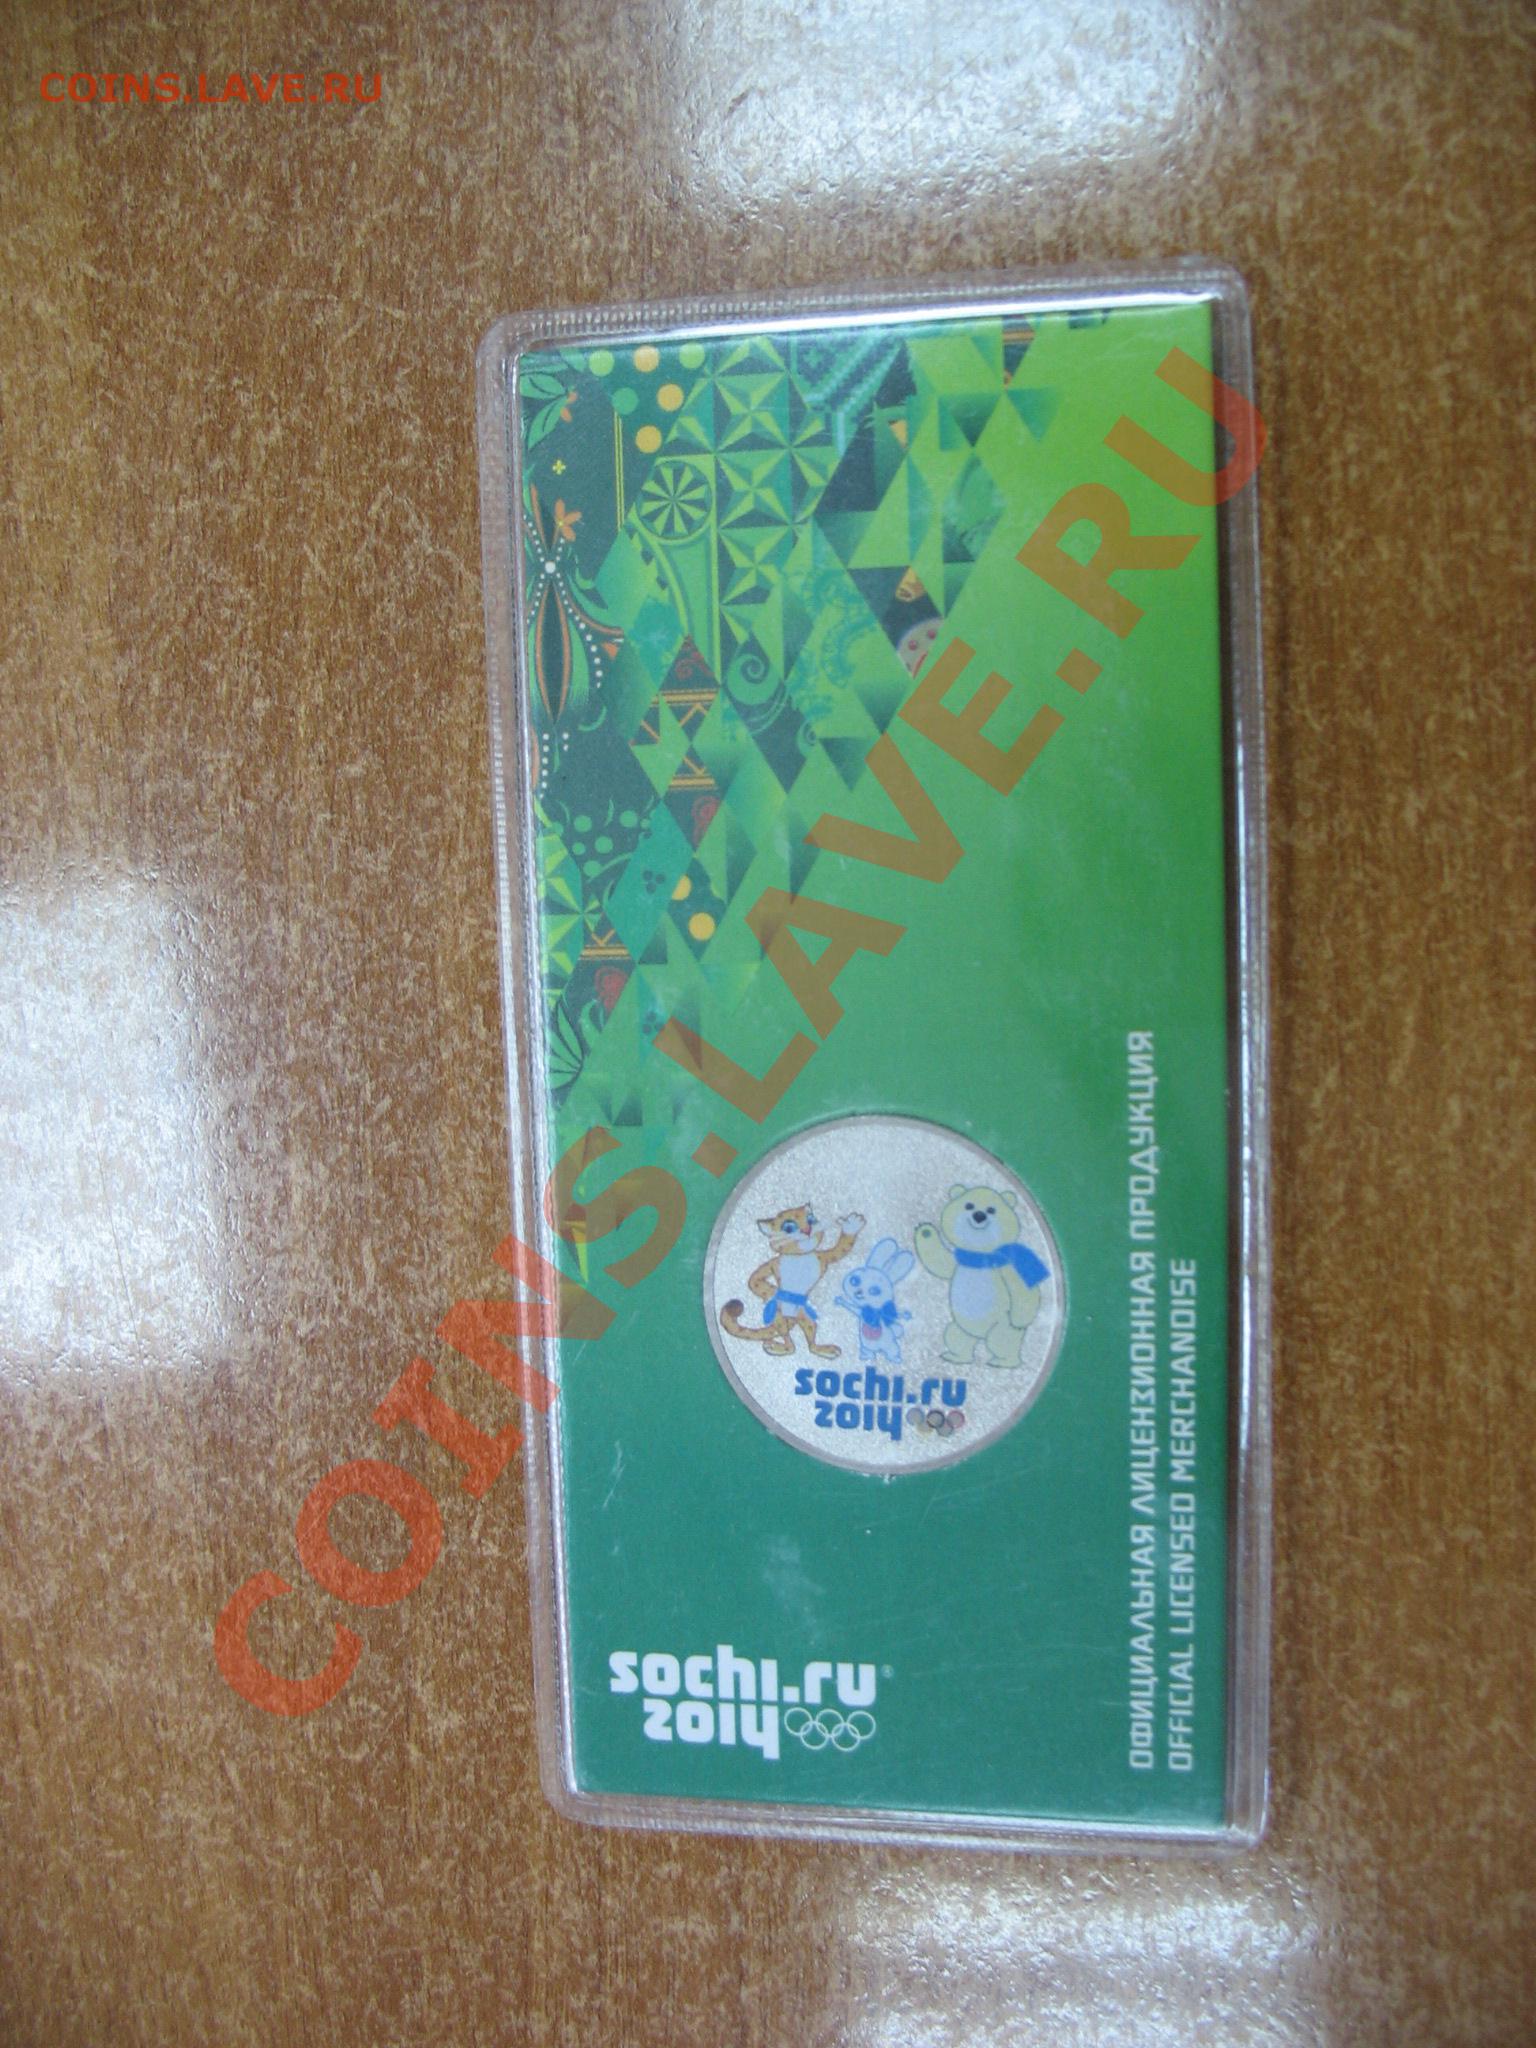 COINS.LAVE.RU
COINS.LAVE.RU
sochi.ru
2014
sochi.ru®
2014
ОФИЦИАЛЬНАЯ ЛИЦЕНЗИОННАЯ ПРОДУКЦИЯ
OFFICIAL LICENSED MERCHANDISE